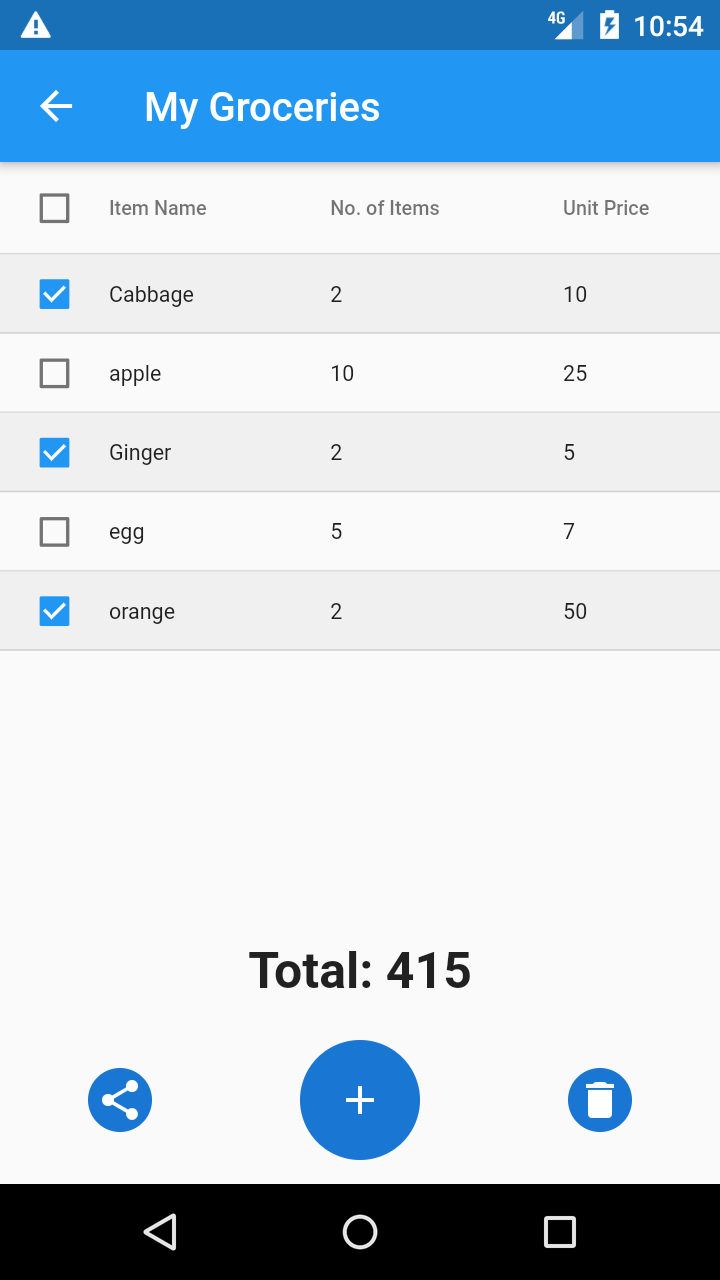 4G 10:54
My Groceries
Item Name No. of Items Unit Price
Cabbage 2 10
apple 10 25
Ginger 2 5
egg 5 7
orange 2 50
Total: 415